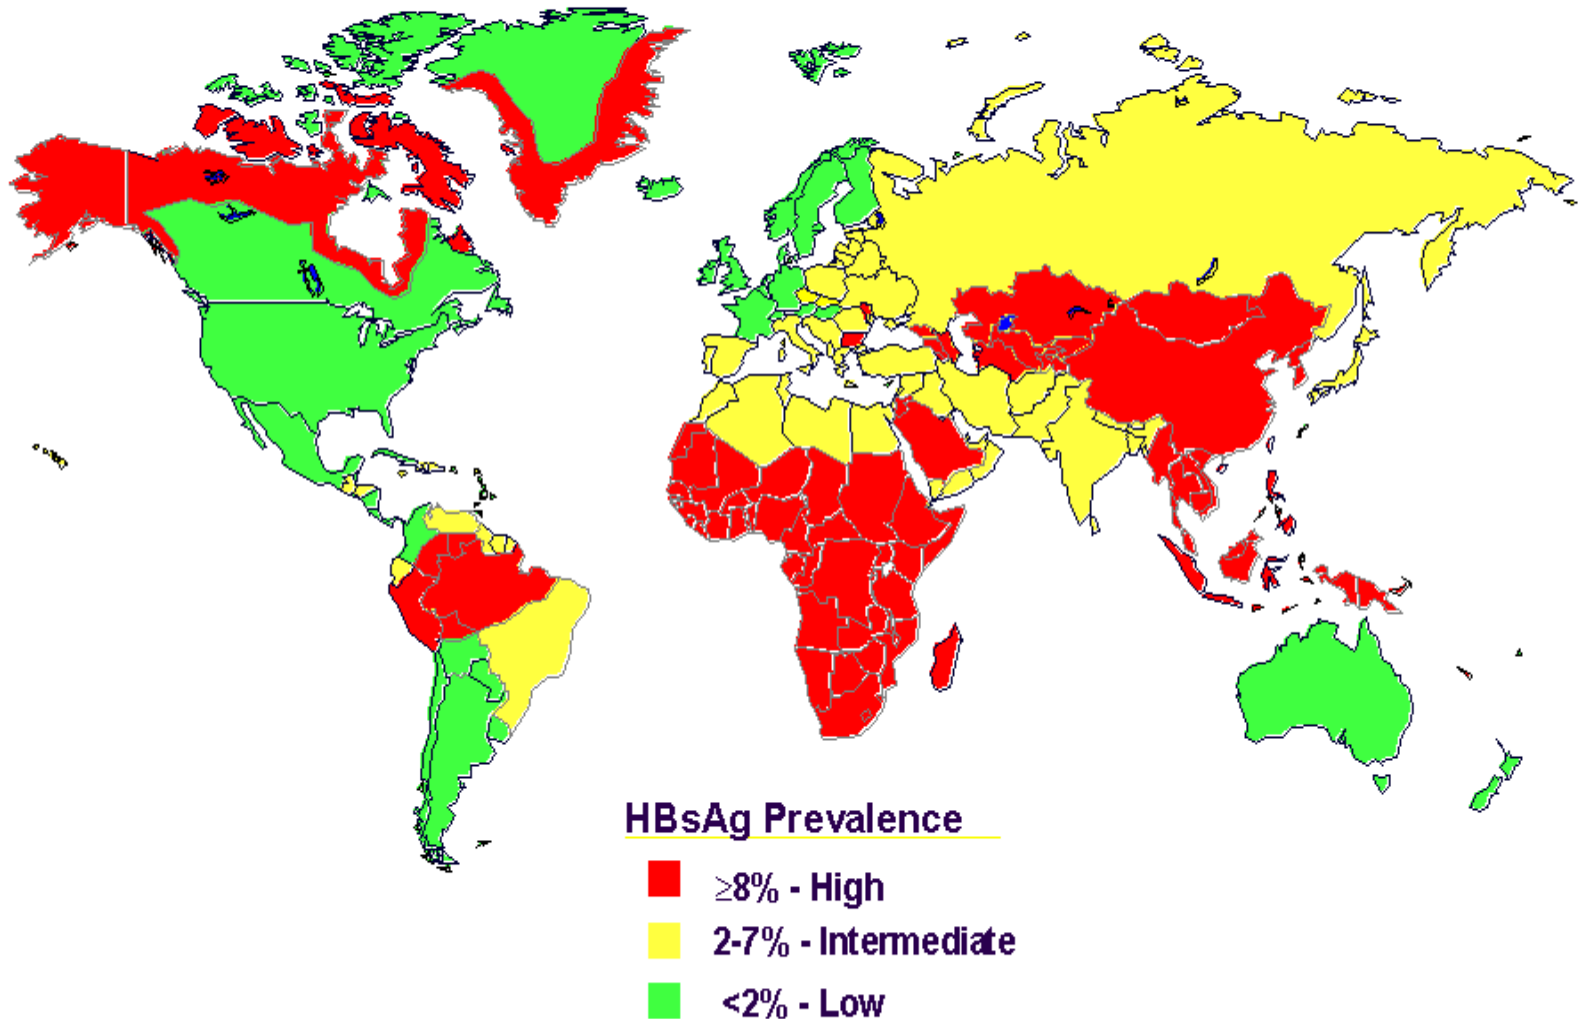 HBsAg Prevalence
≥8% - High
2-7% - Intermediate
<2% - Low